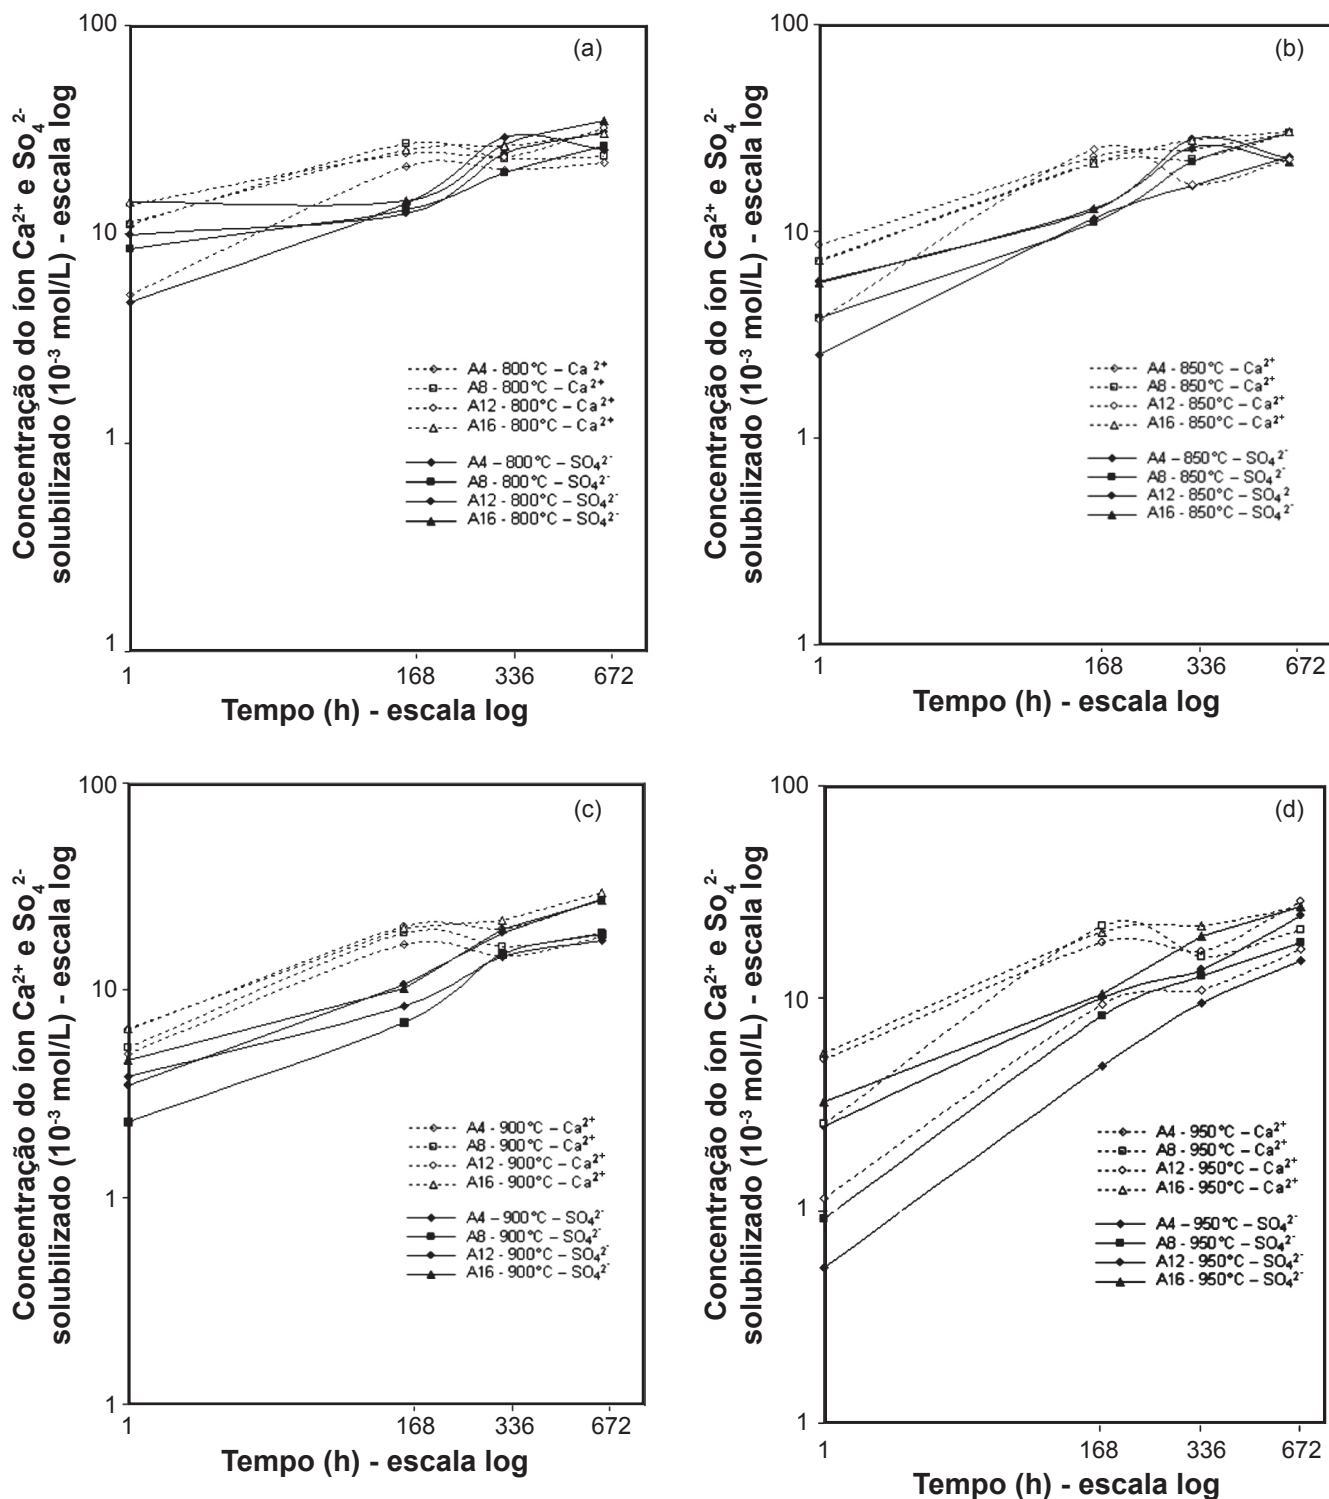 (a)
Concentração do íon Ca²⁺ e So₄²⁻
solubilizado (10⁻³ mol/L) - escala log
100
10
1
1
A4 - 800°C – Ca²⁺
A8 - 800°C – Ca²⁺
A12 - 800°C – Ca²⁺
A16 - 800°C – Ca²⁺
A4 – 800°C – SO₄²⁻
A8 - 800°C – SO₄²⁻
A12 - 800°C – SO₄²⁻
A16 - 800°C – SO₄²⁻
1 168 336 672
Tempo (h) - escala log
(b)
Concentração do íon Ca²⁺ e So₄²⁻
solubilizado (10⁻³ mol/L) - escala log
100
10
1
1
A4 - 850°C – Ca²⁺
A8 - 850°C – Ca²⁺
A12 - 850°C – Ca²⁺
A16 - 850°C – Ca²⁺
A4 – 850°C – SO₄²⁻
A8 - 850°C – SO₄²⁻
A12 - 850°C – SO₄²
A16 - 850°C – SO₄²⁻
1 168 336 672
Tempo (h) - escala log
(c)
Concentração do íon Ca²⁺ e So₄²⁻
solubilizado (10⁻³ mol/L) - escala log
100
10
1
1
A4 - 900°C – Ca²⁺
A8 - 900°C – Ca²⁺
A12 - 900°C – Ca²⁺
A16 - 900°C – Ca²⁺
A4 – 900°C – SO₄²⁻
A8 - 900°C – SO₄²⁻
A12 - 900°C – SO₄²⁻
A16 - 900°C – SO₄²⁻
1 168 336 672
Tempo (h) - escala log
(d)
Concentração do íon Ca²⁺ e So₄²⁻
solubilizado (10⁻³ mol/L) - escala log
100
10
1
1
A4 - 950°C – Ca²⁺
A8 - 950°C – Ca²⁺
A12 - 950°C – Ca²⁺
A16 - 950°C – Ca²⁺
A4 – 950°C – SO₄²⁻
A8 - 950°C – SO₄²⁻
A12 - 950°C – SO₄²⁻
A16 - 950°C – SO₄²⁻
1 168 336 672
Tempo (h) - escala log